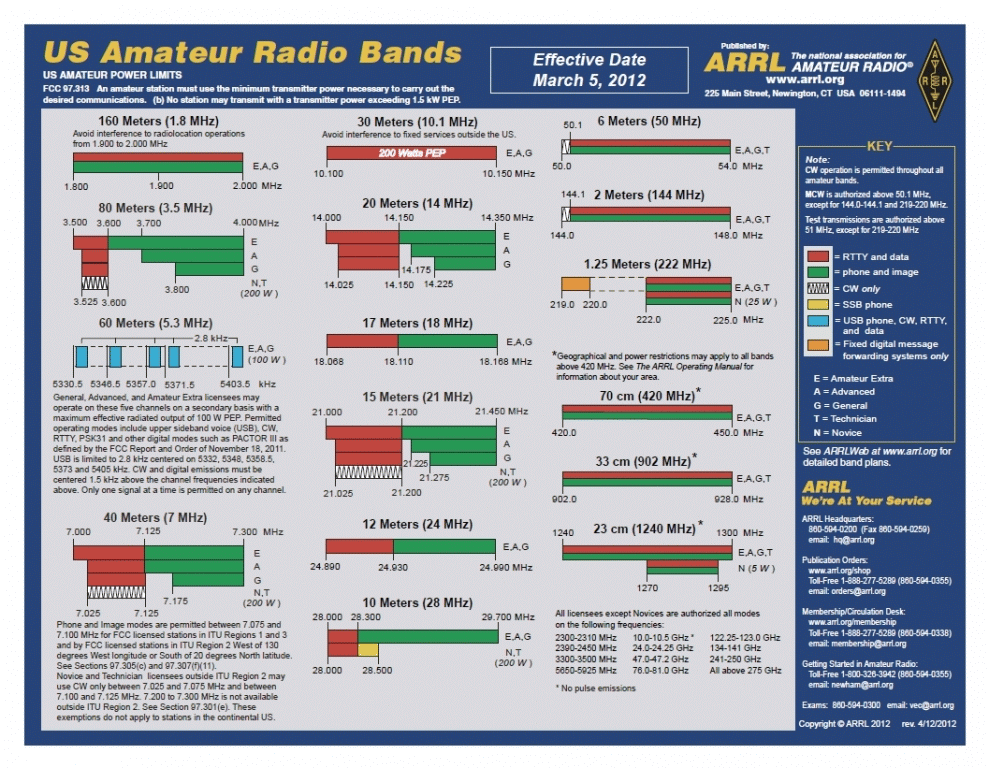 US Amateur Radio Bands
US AMATEUR POWER LIMITS
FCC 97.313 An amateur station must use the minimum transmitter power necessary to carry out the
desired communications. (b) No station may transmit with a transmitter power exceeding 1.5 kW PEP.
Effective Date
March 5, 2012
Published by:
ARRL The national association for
AMATEUR RADIO®
www.arrl.org
225 Main Street, Newington, CT USA 06111-1494
A
R R
L
160 Meters (1.8 MHz)
Avoid interference to radiolocation operations
from 1.900 to 2.000 MHz
E,A,G
1.800 1.900 2.000 MHz
80 Meters (3.5 MHz)
3.500 3.600 3.700 4.000 MHz
E
A
G
N,T
(200 W)
3.800
3.525 3.600
60 Meters (5.3 MHz)
2.8 kHz
E,A,G
(100 W)
5330.5 5346.5 5357.0 5371.5 5403.5 kHz
General, Advanced, and Amateur Extra licensees may
operate on these five channels on a secondary basis with a
maximum effective radiated output of 100 W PEP. Permitted
operating modes include upper sideband voice (USB), CW,
RTTY, PSK31 and other digital modes such as PACTOR III as
defined by the FCC Report and Order of November 18, 2011.
USB is limited to 2.8 kHz centered on 5332, 5348, 5358.5,
5373 and 5405 kHz. CW and digital emissions must be
centered 1.5 kHz above the channel frequencies indicated
above. Only one signal at a time is permitted on any channel.
40 Meters (7 MHz)
7.000 7.125 7.300 MHz
E
A
G
N,T
(200 W)
7.175
7.025 7.125
Phone and Image modes are permitted between 7.075 and
7.100 MHz for FCC licensed stations in ITU Regions 1 and 3
and by FCC licensed stations in ITU Region 2 West of 130
degrees West longitude or South of 20 degrees North latitude.
See Sections 97.305(c) and 97.307(f)(11).
Novice and Technician licensees outside ITU Region 2 may
use CW only between 7.025 and 7.075 MHz and between
7.100 and 7.125 MHz. 7.200 to 7.300 MHz is not available
outside ITU Region 2. See Section 97.301(e). These
exemptions do not apply to stations in the continental US.
30 Meters (10.1 MHz)
Avoid interference to fixed services outside the US.
200 Watts PEP
E,A,G
10.100 10.150 MHz
20 Meters (14 MHz)
14.000 14.150 14.350 MHz
E
A
G
14.175
14.025 14.150 14.225
17 Meters (18 MHz)
E,A,G
18.068 18.110 18.168 MHz
15 Meters (21 MHz)
21.000 21.200 21.450 MHz
E
A
G
N,T
(200 W)
21.225
21.275
21.025 21.200
12 Meters (24 MHz)
E,A,G
24.890 24.930 24.990 MHz
10 Meters (28 MHz)
28.000 28.300 29.700 MHz
E,A,G
N,T
(200 W)
28.000 28.500
6 Meters (50 MHz)
50.1
E,A,G,T
50.0 54.0 MHz
2 Meters (144 MHz)
144.1
E,A,G,T
144.0 148.0 MHz
1.25 Meters (222 MHz)
E,A,G,T
N (25 W)
219.0 220.0
222.0 225.0 MHz
*Geographical and power restrictions may apply to all bands
above 420 MHz. See The ARRL Operating Manual for
information about your area.
70 cm (420 MHz)*
E,A,G,T
420.0 450.0 MHz
33 cm (902 MHz)*
E,A,G,T
902.0 928.0 MHz
23 cm (1240 MHz)*
1240 1300 MHz
E,A,G,T
N (5 W)
1270 1295
All licensees except Novices are authorized all modes
on the following frequencies:
2300-2310 MHz 10.0-10.5 GHz * 122.25-123.0 GHz
2390-2450 MHz 24.0-24.25 GHz 134-141 GHz
3300-3500 MHz 47.0-47.2 GHz 241-250 GHz
5650-5925 MHz 76.0-81.0 GHz All above 275 GHz
* No pulse emissions
KEY
Note:
CW operation is permitted throughout all
amateur bands.
MCW is authorized above 50.1 MHz,
except for 144.0-144.1 and 219-220 MHz.
Test transmissions are authorized above
51 MHz, except for 219-220 MHz
= RTTY and data
= phone and image
= CW only
= SSB phone
= USB phone, CW, RTTY,
and data
= Fixed digital message
forwarding systems only
E = Amateur Extra
A = Advanced
G = General
T = Technician
N = Novice
See ARRLWeb at www.arrl.org for
detailed band plans.
ARRL
We're At Your Service
ARRL Headquarters:
860-594-0200 (Fax 860-594-0259)
email: hq@arrl.org
Publication Orders:
www.arrl.org/shop
Toll-Free 1-888-277-5289 (860-594-0355)
email: orders@arrl.org
Membership/Circulation Desk:
www.arrl.org/membership
Toll-Free 1-888-277-5289 (860-594-0338)
email: membership@arrl.org
Getting Started in Amateur Radio:
Toll-Free 1-800-326-3942 (860-594-0355)
email: newham@arrl.org
Exams: 860-594-0300 email: vec@arrl.org
Copyright © ARRL 2012 rev. 4/12/2012